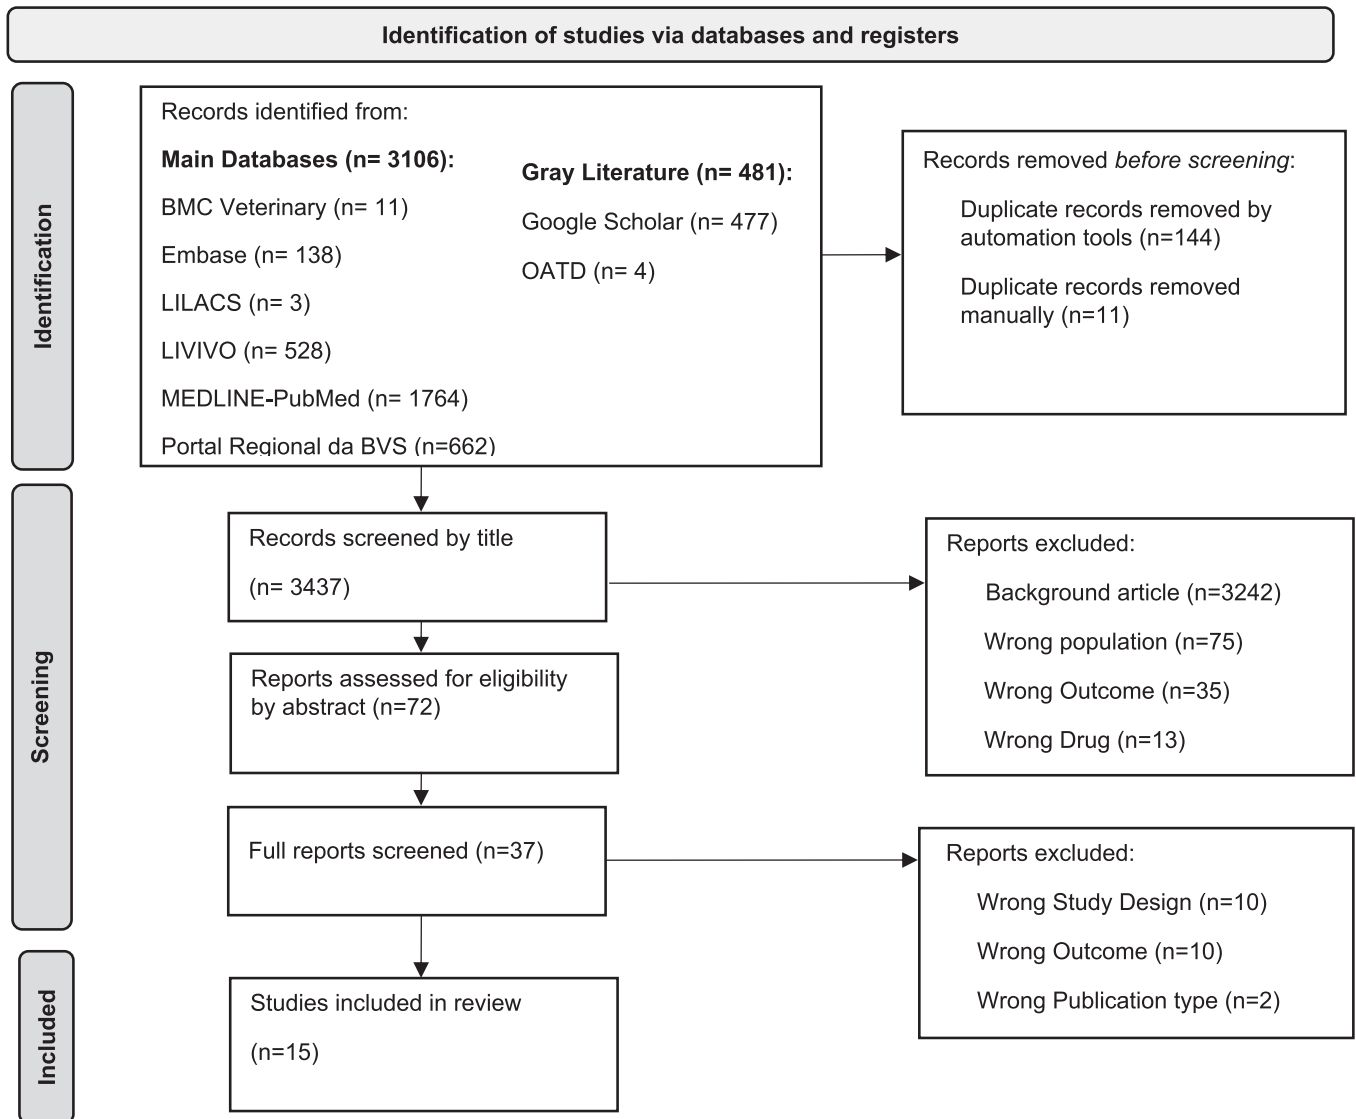 Identification of studies via databases and registers
Identification
Records identified from:
Main Databases (n= 3106):
BMC Veterinary (n= 11)
Embase (n= 138)
LILACS (n= 3)
LIVIVO (n= 528)
MEDLINE-PubMed (n= 1764)
Portal Regional da BVS (n=662)
Gray Literature (n= 481):
Google Scholar (n= 477)
OATD (n= 4)
Records removed before screening:
Duplicate records removed by
automation tools (n=144)
Duplicate records removed
manually (n=11)
Screening
Records screened by title
(n= 3437)
Reports excluded:
Background article (n=3242)
Wrong population (n=75)
Wrong Outcome (n=35)
Wrong Drug (n=13)
Reports assessed for eligibility
by abstract (n=72)
Full reports screened (n=37)
Reports excluded:
Wrong Study Design (n=10)
Wrong Outcome (n=10)
Wrong Publication type (n=2)
Included
Studies included in review
(n=15)